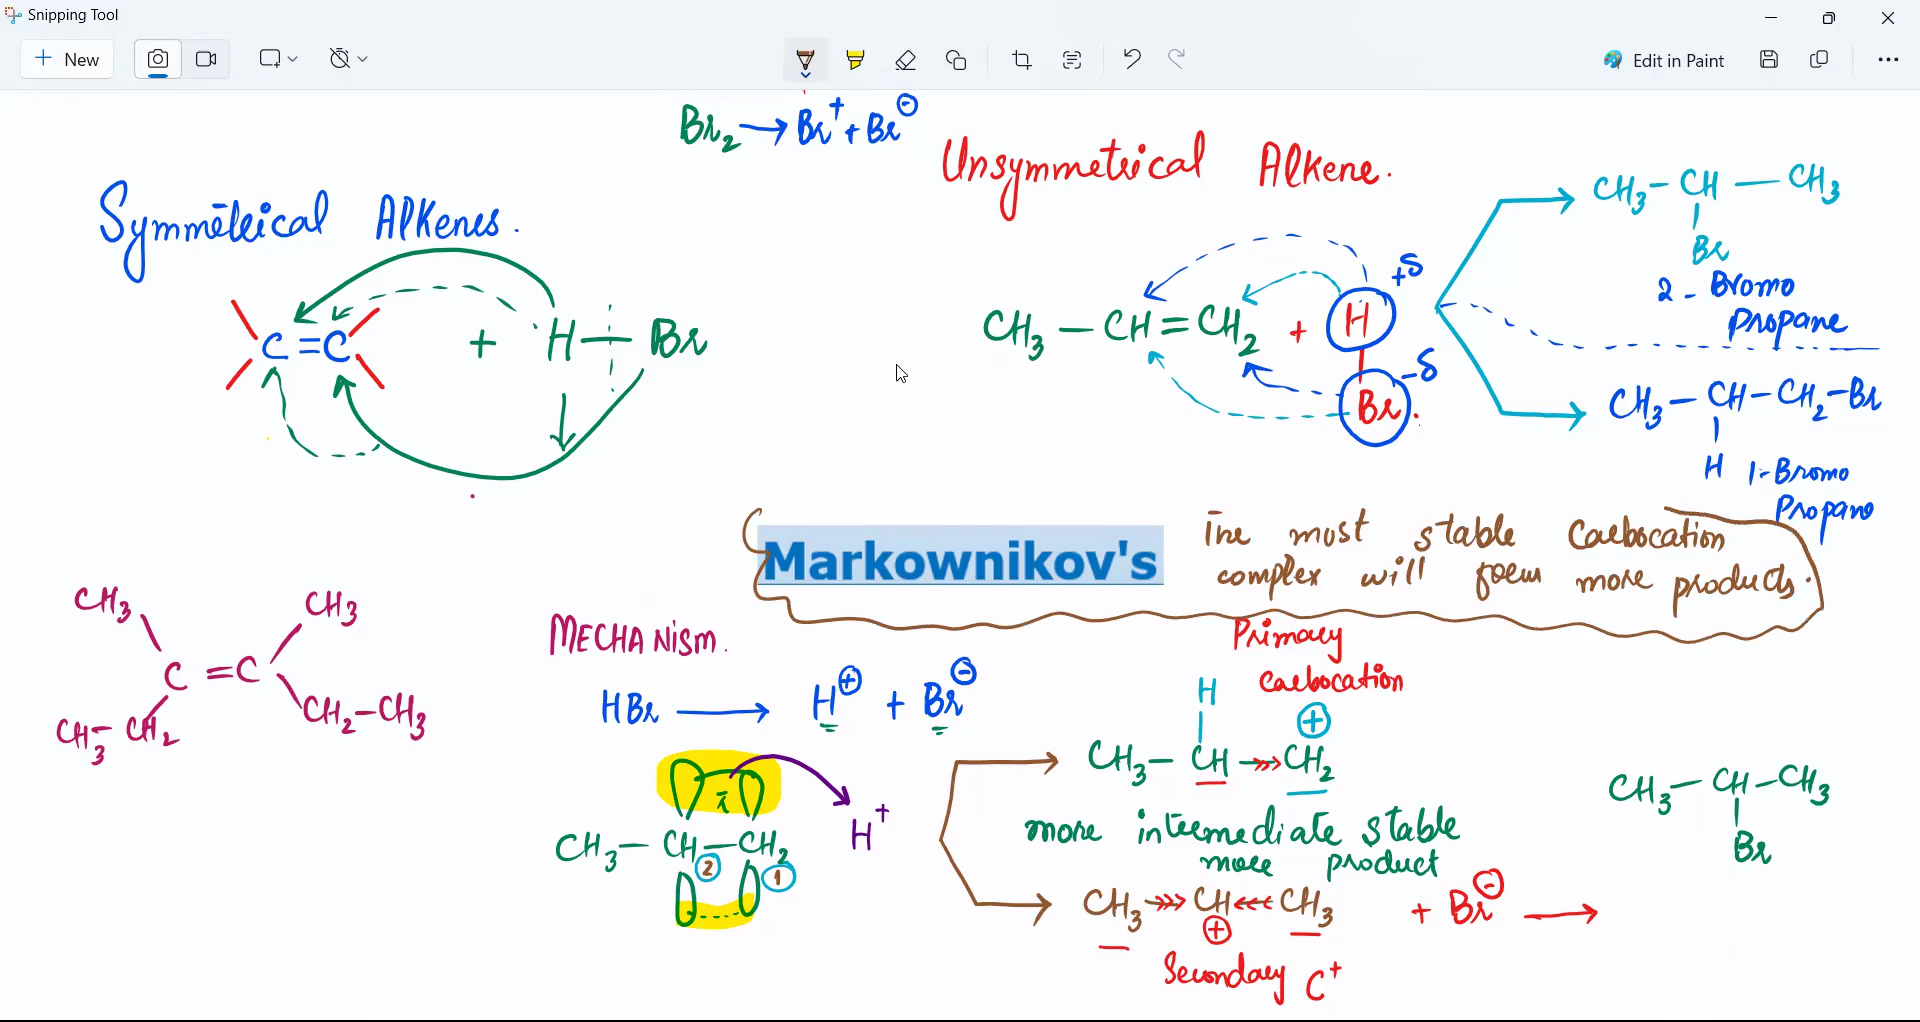 Snipping Tool
New
Edit in Paint
Br₂ → Br⁺ + Br⊖
Unsymmetrical Alkene.
Symmetrical Alkenes.
C = C + H — Br
CH₃ — CH = CH₂ + H +δ
Br. -δ
CH₃ - CH — CH₃
Br
2 - Bromo
Propane
CH₃ - CH - CH₂ - Br
H 1- Bromo
Propane
Markownikov's
The most stable Carbocation
complex will form more products.
CH₃ CH₃
C = C
CH₃ - CH₂ CH₂ - CH₃
MECHANISM.
HBr → H⊕ + Br⊖
Primary
Carbocation
H ⊕
CH₃ - CH →>> CH₂
π
H⁺
CH₃ - CH - CH₂
2 1
more intermediate stable
more product
CH₃ →>> CH <<← CH₃ + Br⊖ →
⊕
Secondary C⁺
CH₃ - CH - CH₃
Br